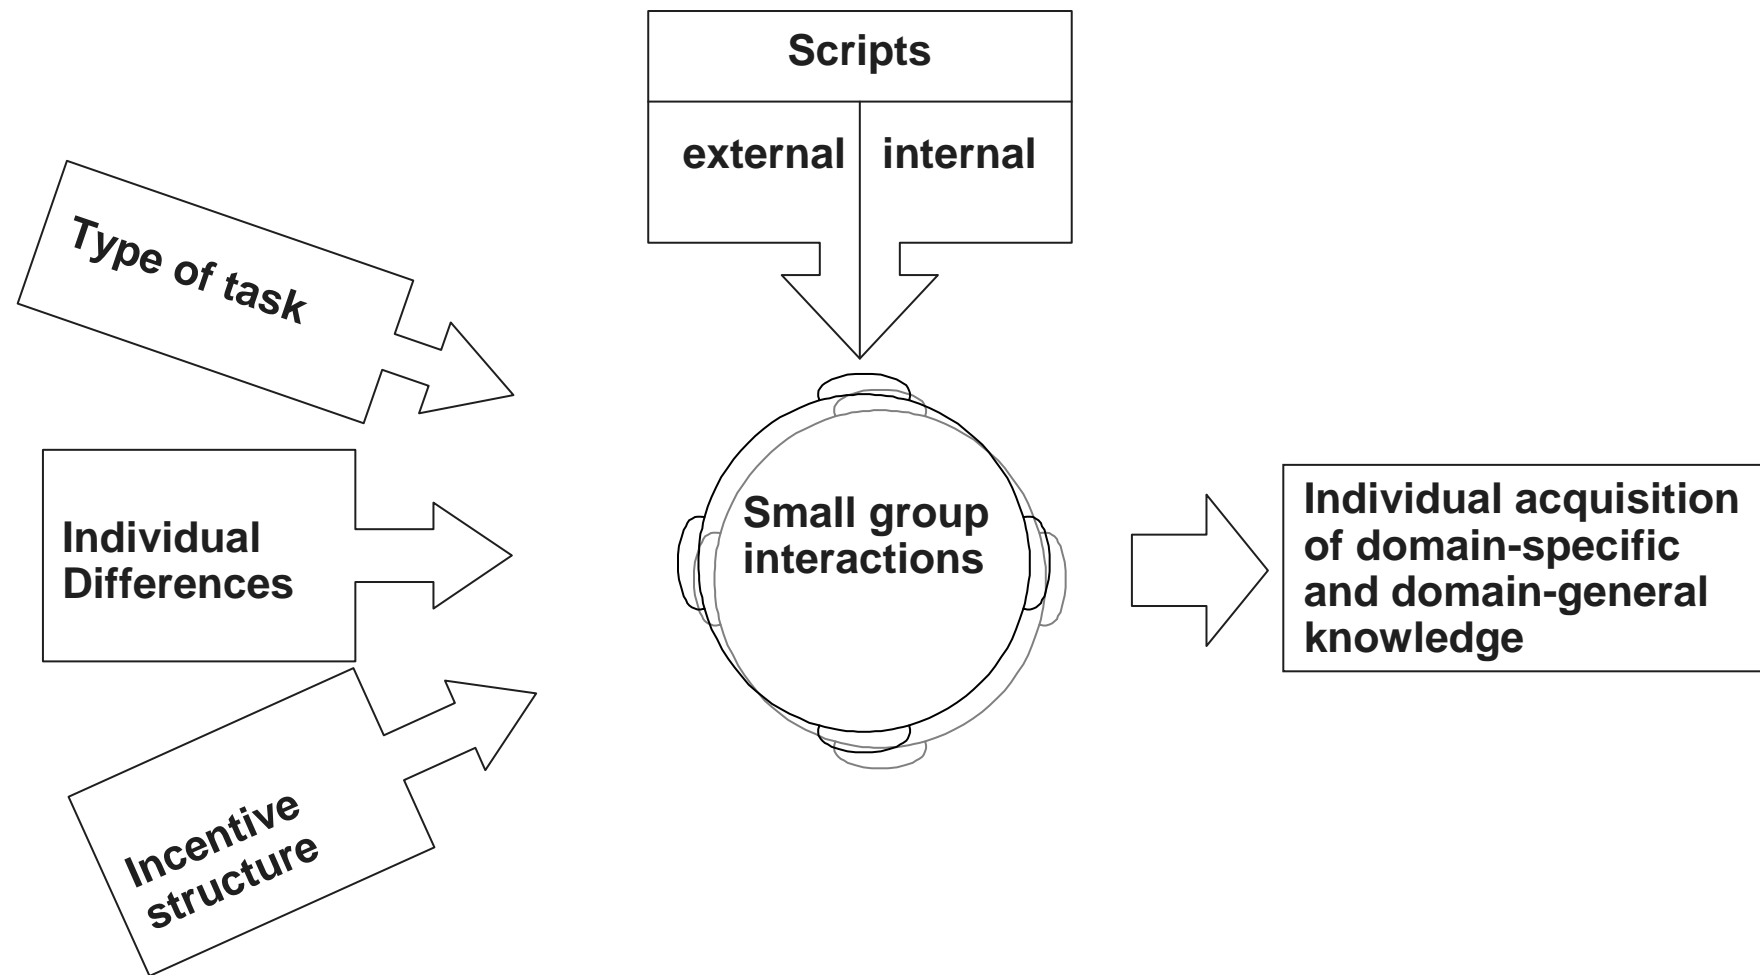 Scripts
external internal
Type of task
Individual
Differences
Incentive
structure
Small group
interactions
Individual acquisition
of domain-specific
and domain-general
knowledge